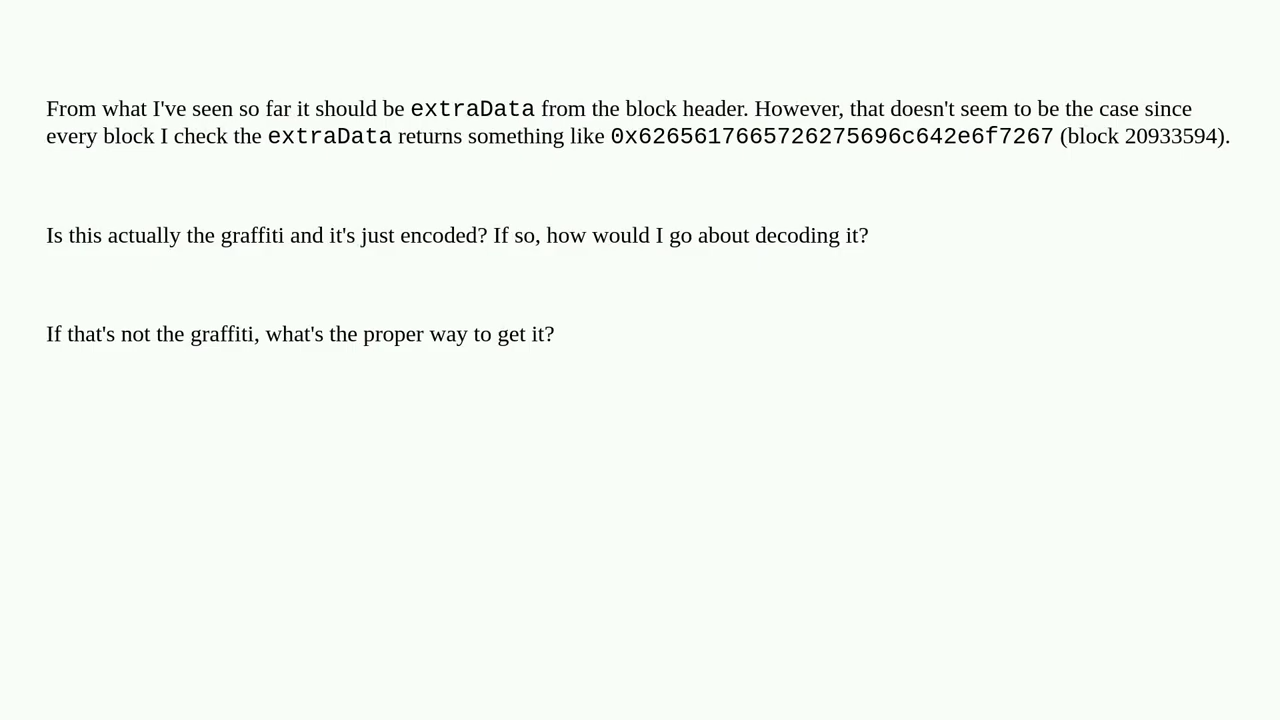 From what I've seen so far it should be extraData from the block header. However, that doesn't seem to be the case since
every block I check the extraData returns something like 0x6265617665726275696c642e6f7267 (block 20933594).
Is this actually the graffiti and it's just encoded? If so, how would I go about decoding it?
If that's not the graffiti, what's the proper way to get it?